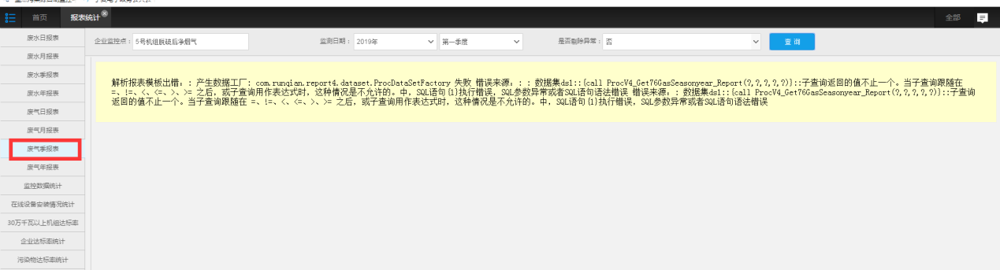 首页
报表统计
全部
废水日报表
废水月报表
废水季报表
废水年报表
废气日报表
废气月报表
废气季报表
废气年报表
监控数据统计
在线设备安装情况统计
30万千瓦以上机组达标率
企业达标率统计
污染物达标率统计
企业监控点： 5号机组脱硫后净烟气 监测日期： 2019年 第一季度 是否剔除异常： 否 查 询
解析报表模板出错，： 产生数据工厂: com.runqian.report4.dataset.ProcDataSetFactory 失败 错误来源，： : 数据集ds1::{call ProcV4_Get76GasSeasonyear_Report(?,?,?,?,?)}::子查询返回的值不止一个。当子查询跟随在
=、!=、<、<=、>、>= 之后，或子查询用作表达式时，这种情况是不允许的。中，SQL语句{1}执行错误，SQL参数异常或者SQL语句语法错误 错误来源，： 数据集ds1::{call ProcV4_Get76GasSeasonyear_Report(?,?,?,?,?)}::子查询
返回的值不止一个。当子查询跟随在 =、!=、<、<=、>、>= 之后，或子查询用作表达式时，这种情况是不允许的。中，SQL语句{1}执行错误，SQL参数异常或者SQL语句语法错误